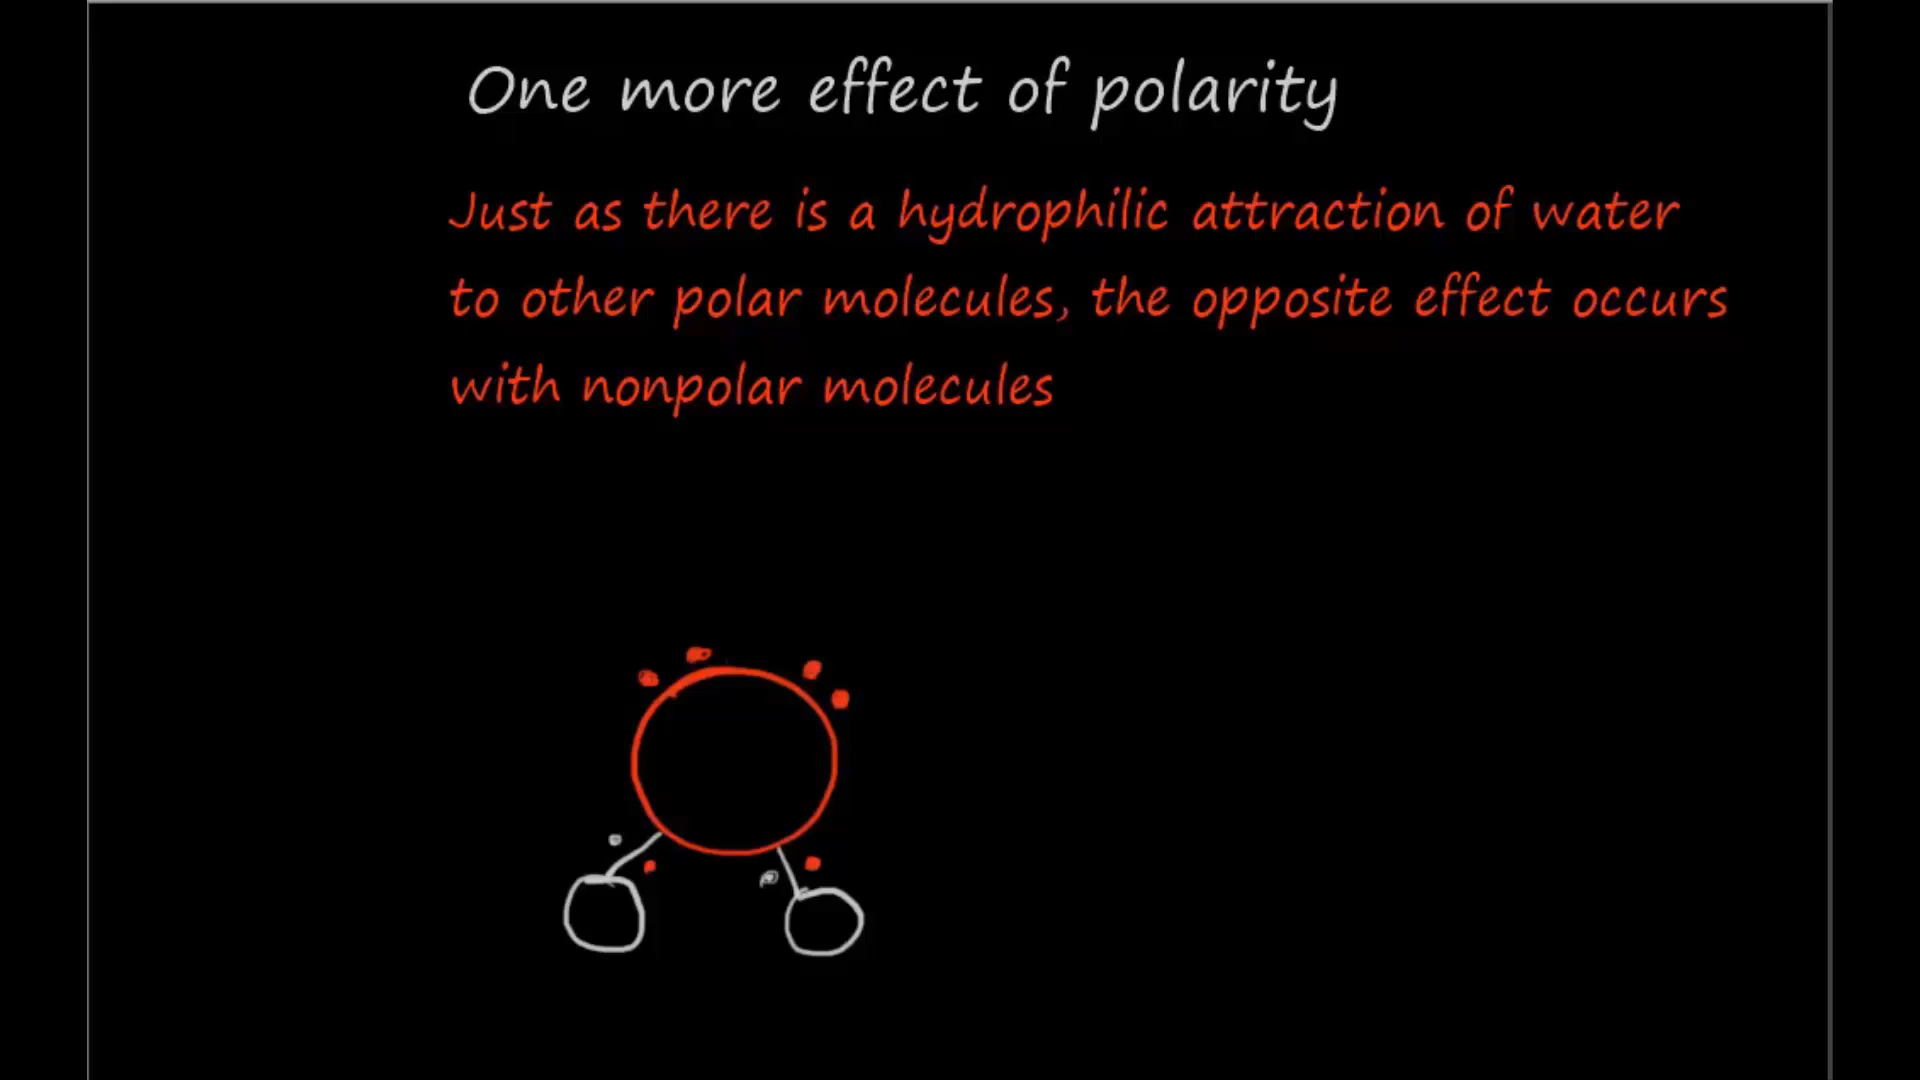 One more effect of polarity
Just as there is a hydrophilic attraction of water
to other polar molecules, the opposite effect occurs
with nonpolar molecules